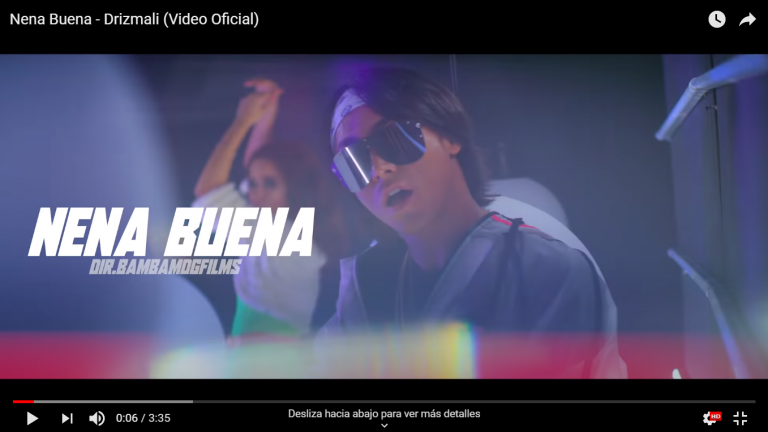 Nena Buena - Drizmali (Video Oficial)
NENA BUENA
DIR.BAMBAMDGFILMS
0:06 / 3:35
Desliza hacia abajo para ver más detalles
HD